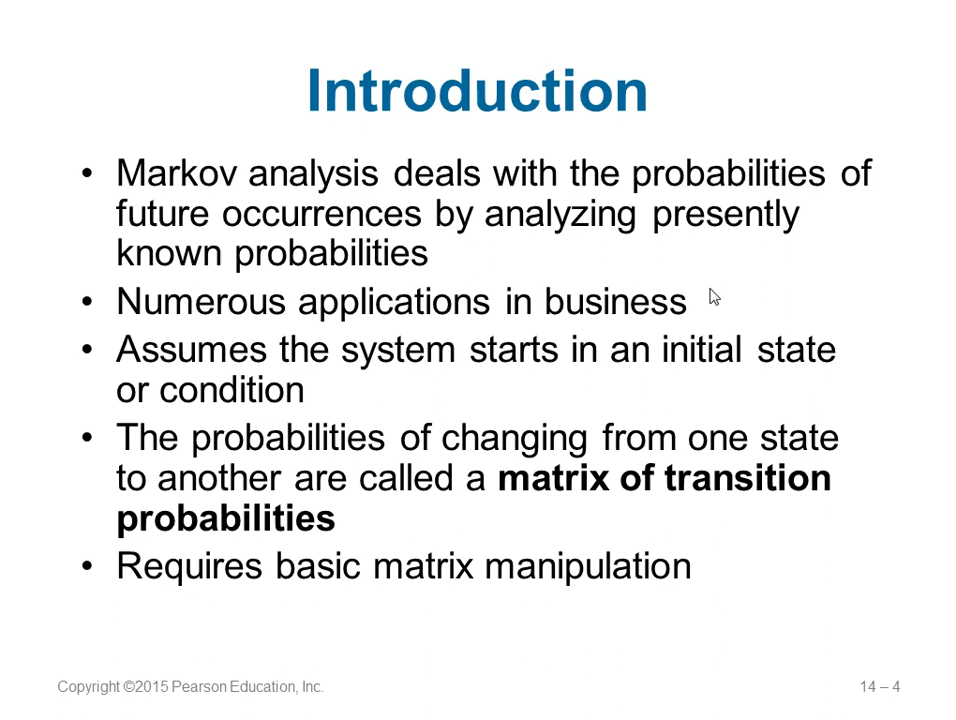 Introduction
• Markov analysis deals with the probabilities of
future occurrences by analyzing presently
known probabilities
• Numerous applications in business
• Assumes the system starts in an initial state
or condition
• The probabilities of changing from one state
to another are called a matrix of transition
probabilities
• Requires basic matrix manipulation
Copyright ©2015 Pearson Education, Inc.
14 – 4